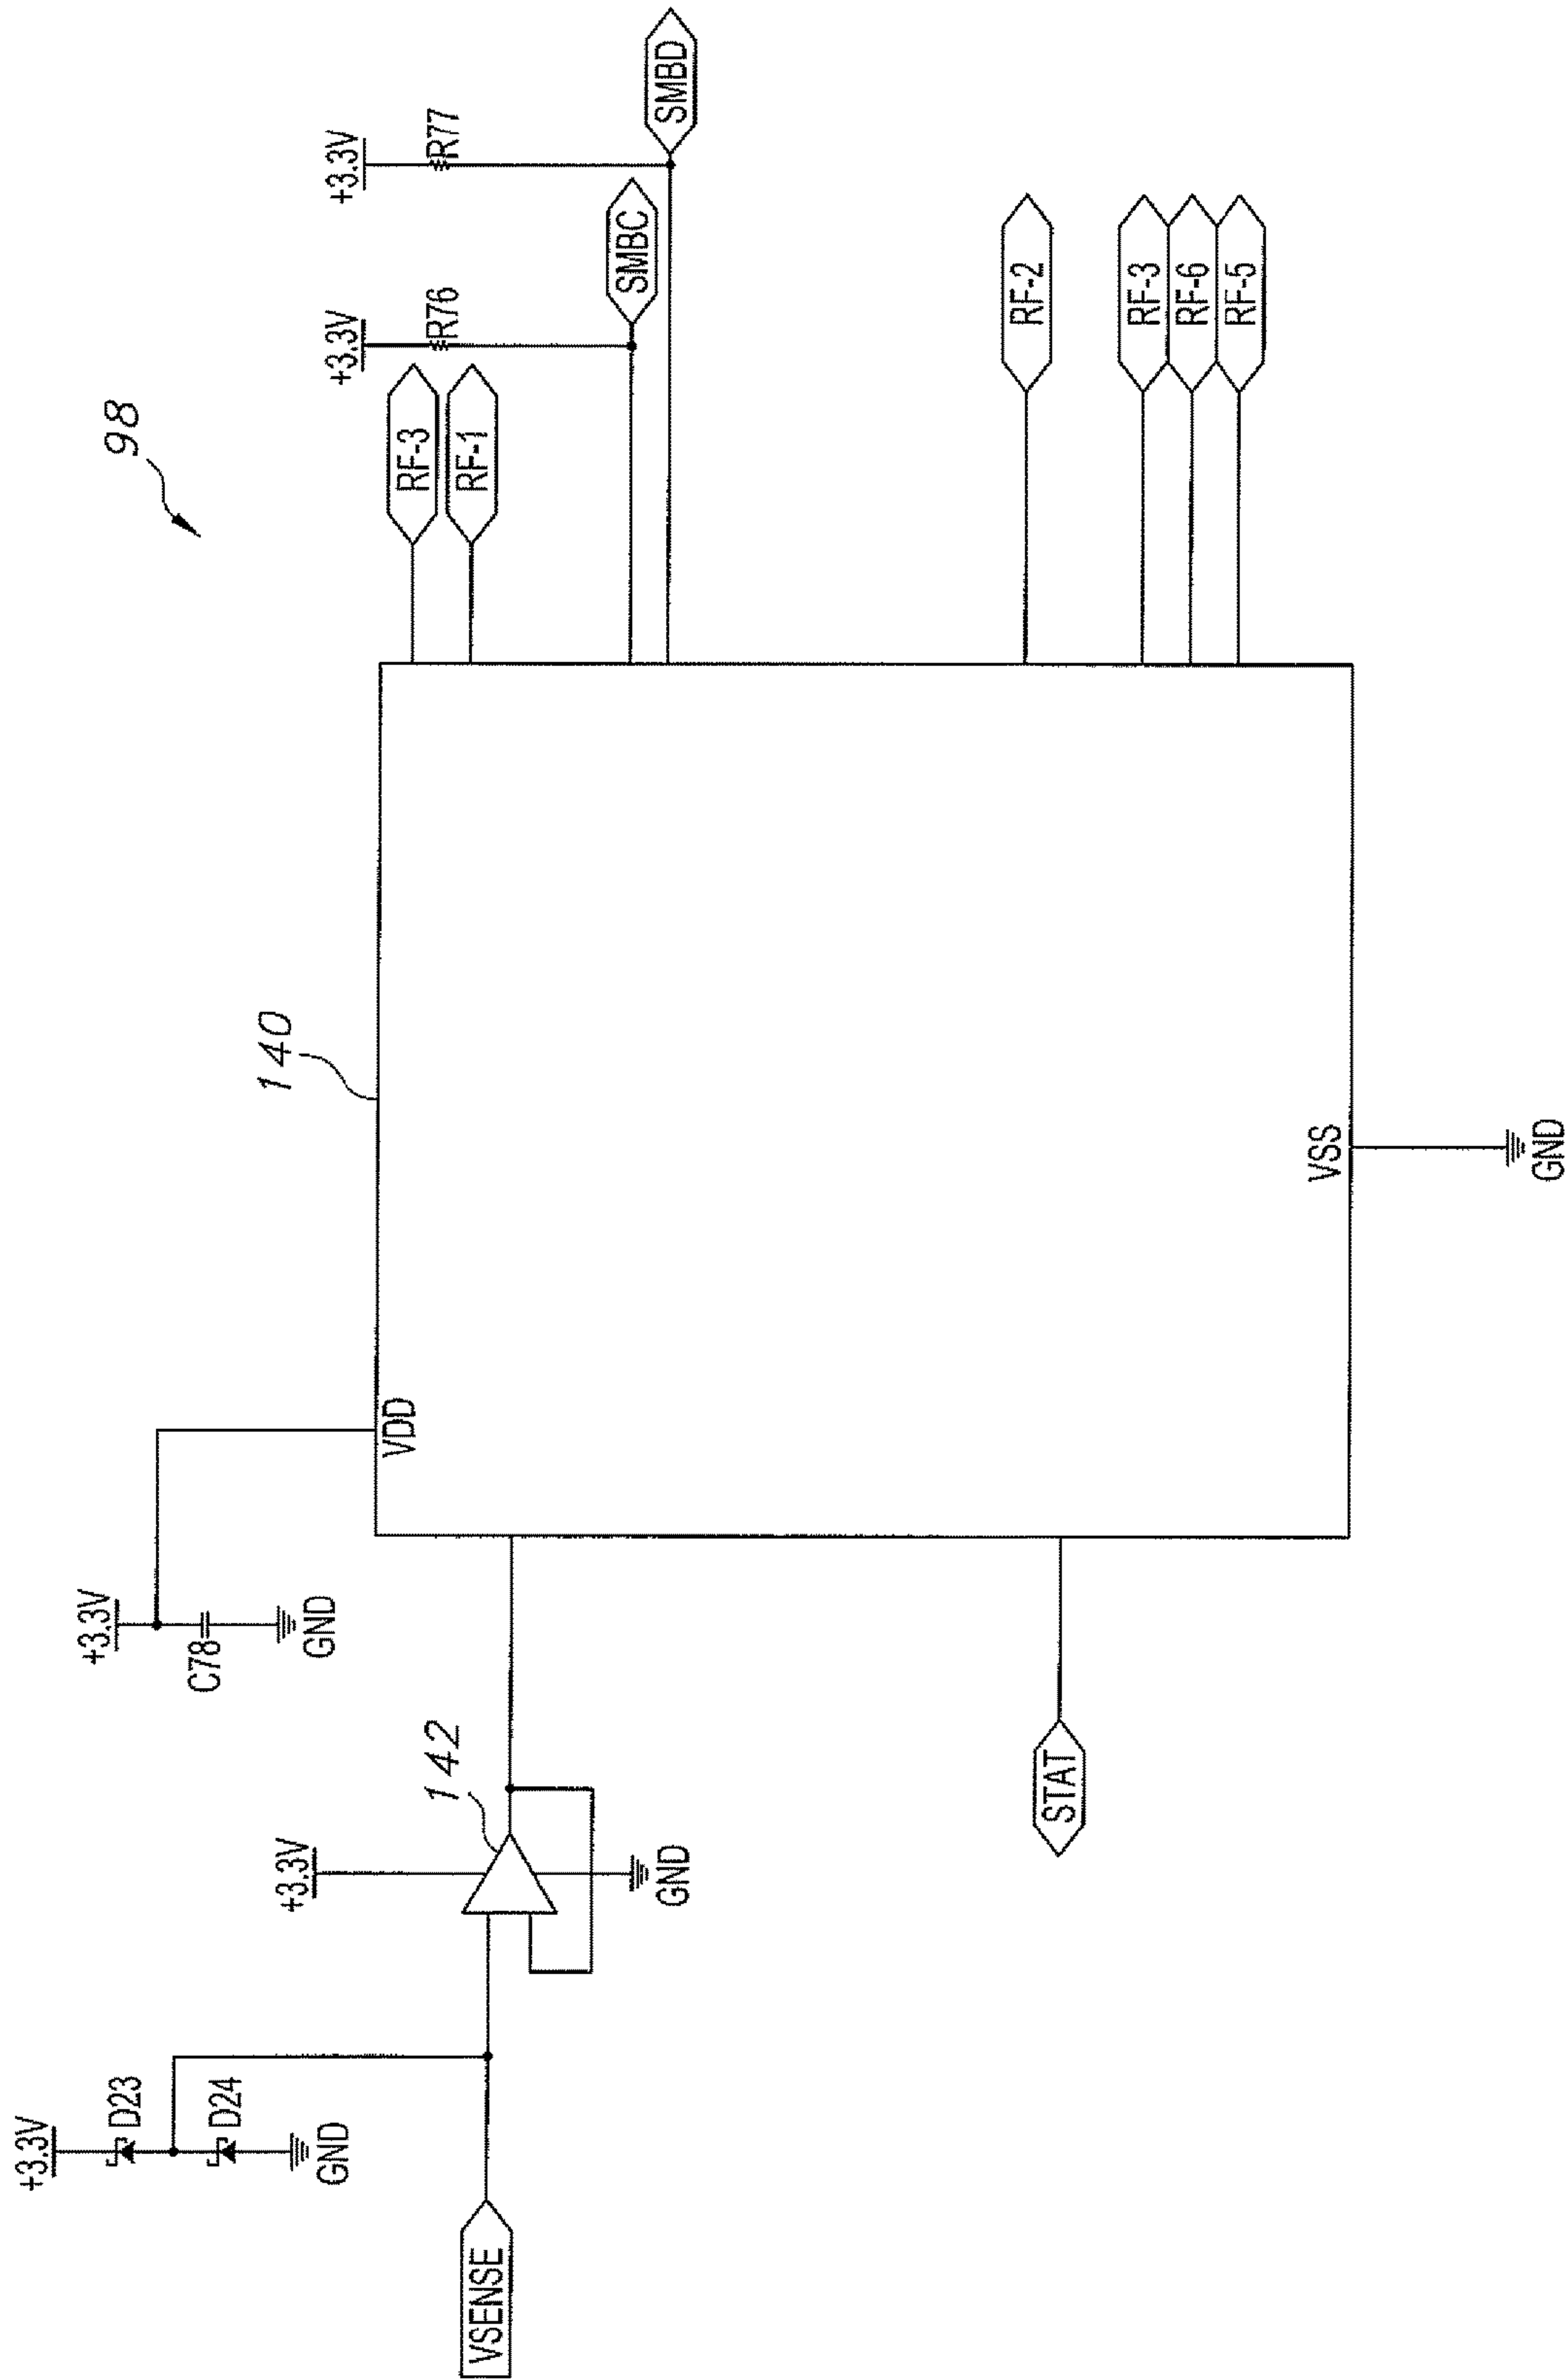 +3.3V
+3.3V
98
D23
C78
D24
140
+3.3V
GND
GND
+3.3V
+3.3V
VDD
RF-3
142
R76
R77
RF-1
VSENSE
SMBC
GND
SMBD
RF-2
STAT
RF-3
RF-6
RF-5
VSS
GND